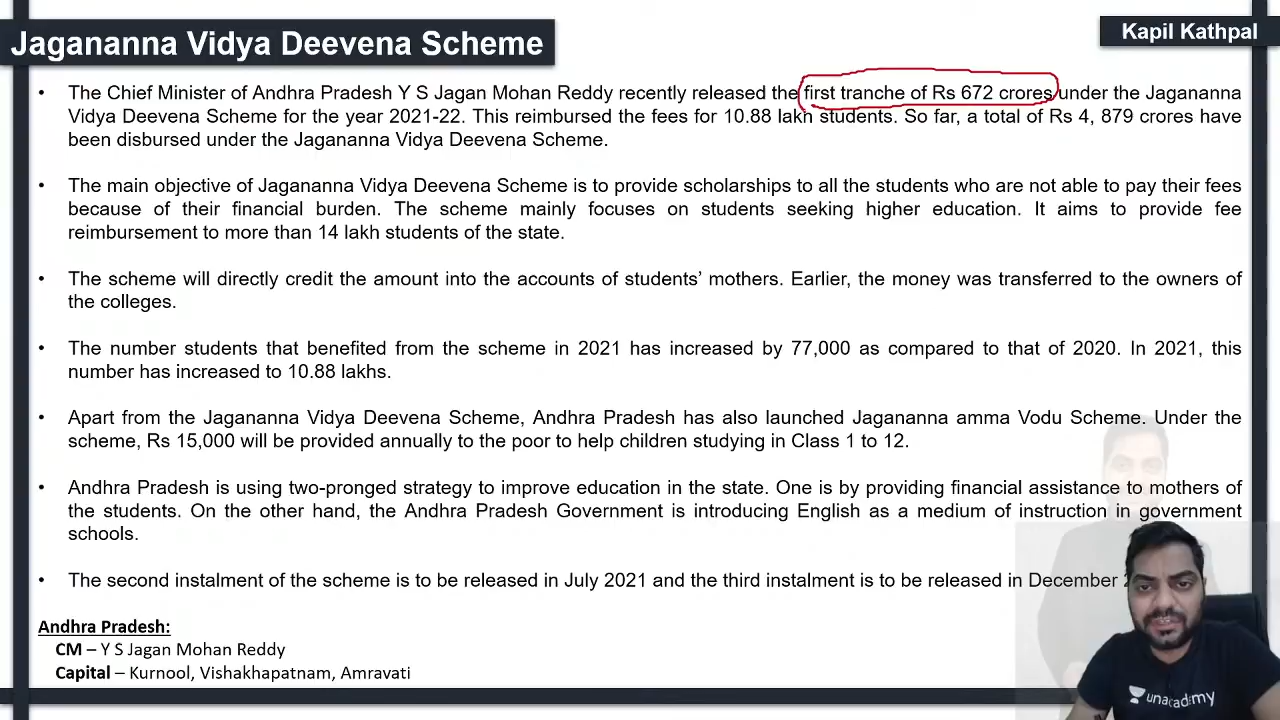 Jagananna Vidya Deevena Scheme
Kapil Kathpal
• The Chief Minister of Andhra Pradesh Y S Jagan Mohan Reddy recently released the first tranche of Rs 672 crores under the Jagananna
Vidya Deevena Scheme for the year 2021-22. This reimbursed the fees for 10.88 lakh students. So far, a total of Rs 4, 879 crores have
been disbursed under the Jagananna Vidya Deevena Scheme.
• The main objective of Jagananna Vidya Deevena Scheme is to provide scholarships to all the students who are not able to pay their fees
because of their financial burden. The scheme mainly focuses on students seeking higher education. It aims to provide fee
reimbursement to more than 14 lakh students of the state.
• The scheme will directly credit the amount into the accounts of students’ mothers. Earlier, the money was transferred to the owners of
the colleges.
• The number students that benefited from the scheme in 2021 has increased by 77,000 as compared to that of 2020. In 2021, this
number has increased to 10.88 lakhs.
• Apart from the Jagananna Vidya Deevena Scheme, Andhra Pradesh has also launched Jagananna amma Vodu Scheme. Under the
scheme, Rs 15,000 will be provided annually to the poor to help children studying in Class 1 to 12.
• Andhra Pradesh is using two-pronged strategy to improve education in the state. One is by providing financial assistance to mothers of
the students. On the other hand, the Andhra Pradesh Government is introducing English as a medium of instruction in government
schools.
• The second instalment of the scheme is to be released in July 2021 and the third instalment is to be released in December
Andhra Pradesh:
CM – Y S Jagan Mohan Reddy
Capital – Kurnool, Vishakhapatnam, Amravati
unacademy